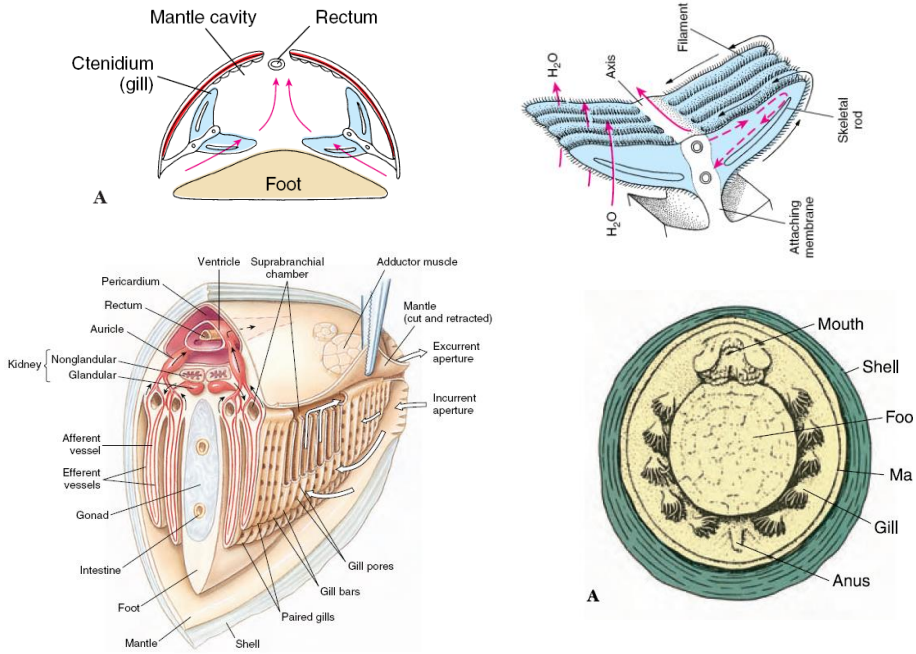 Mantle cavity
Rectum
Ctenidium
(gill)
Foot
A
Filament
H₂O
Axis
Skeletal
rod
H₂O
Attaching
membrane
Ventricle
Suprabranchial
chamber
Adductor muscle
Pericardium
Rectum
Auricle
Mantle
(cut and retracted)
Kidney
Nonglandular
Glandular
Excurrent
aperture
Incurrent
aperture
Afferent
vessel
Efferent
vessels
Gonad
Intestine
Foot
Mantle
Shell
Paired gills
Gill bars
Gill pores
Mouth
Shell
Foo
Ma
Gill
Anus
A